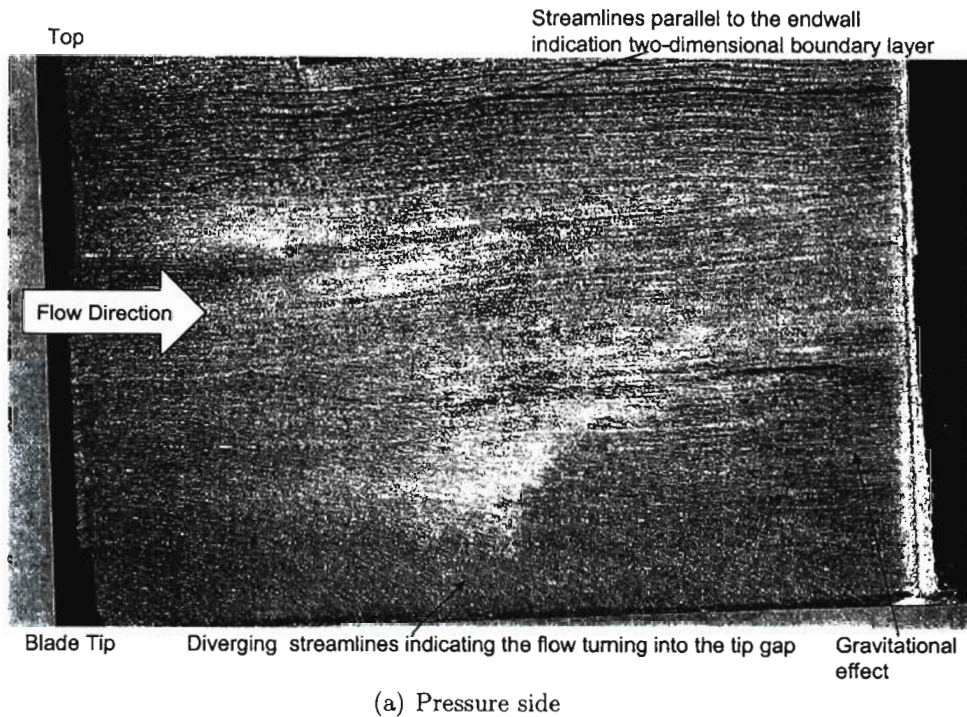 Streamlines parallel to the endwall
Top
indication two-dimensional boundary layer
Flow Direction
Blade Tip
Diverging streamlines indicating the flow turning into the tip gap
Gravitational
effect
(a) Pressure side